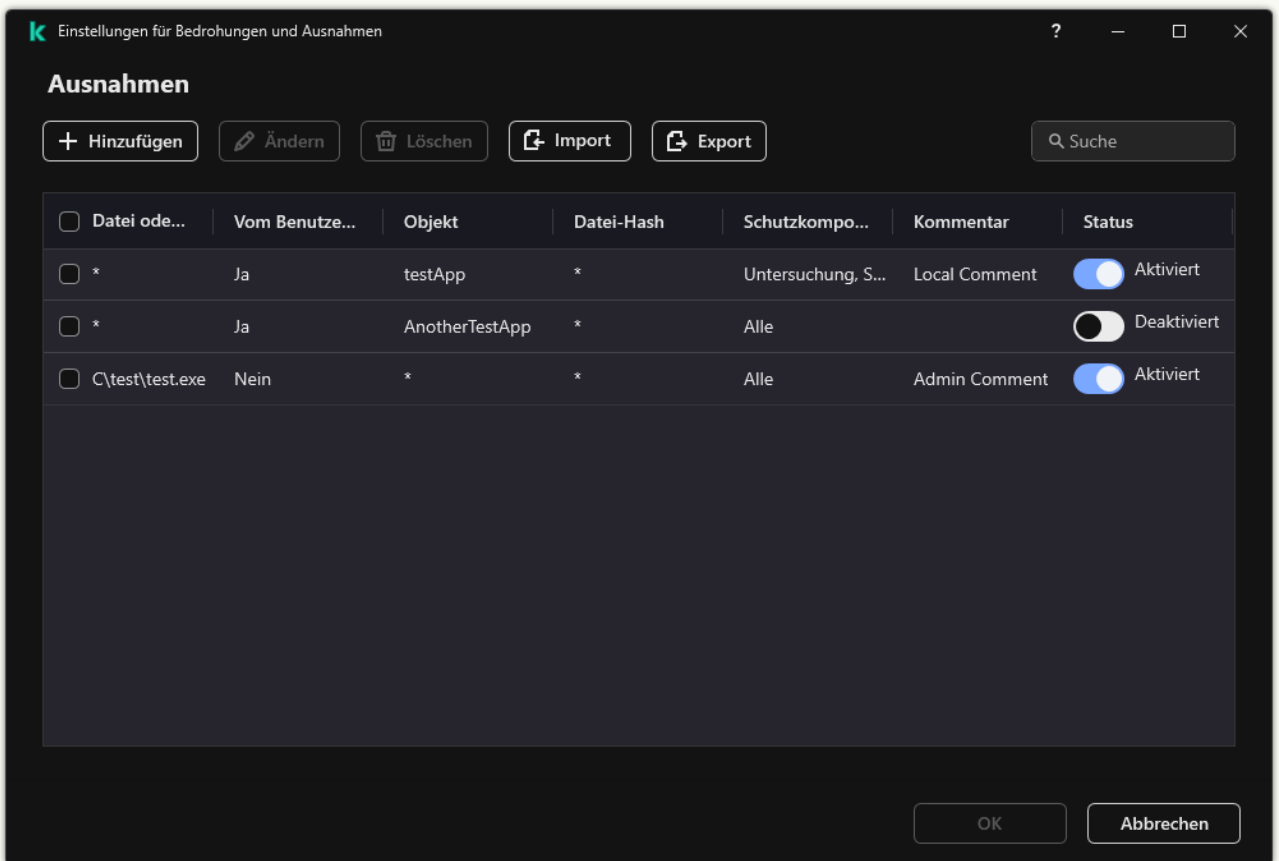 Einstellungen für Bedrohungen und Ausnahmen ?
Ausnahmen
Hinzufügen Ändern Löschen Import Export Suche
Datei ode... Vom Benutze... Objekt Datei-Hash Schutzkompo... Kommentar Status
* Ja testApp * Untersuchung, S... Local Comment Aktiviert
* Ja AnotherTestApp * Alle Deaktiviert
C\test\test.exe Nein * * Alle Admin Comment Aktiviert
OK Abbrechen